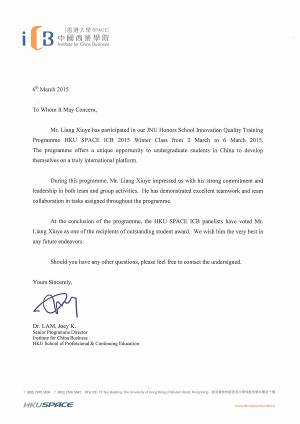 香港大學SPACE
ICB 中國商業學院
Institute for China Business
6th March 2015
To Whom It May Concern,
Mr. Liang Xiuye has participated in our JNU Honors School Innovation Quality Training
Programme HKU SPACE ICB 2015 Winter Class from 2 March to 6 March 2015.
The programme offers a unique opportunity to undergraduate students in China to develop
themselves on a truly international platform.
During this programme, Mr. Liang Xiuye impressed us with his strong commitment and
leadership in both team and group activities. He has demonstrated excellent teamwork and team
collaboration in tasks assigned throughout the programme.
At the conclusion of the programme, the HKU SPACE ICB panelists have voted Mr.
Liang Xiuye as one of the recipients of outstanding student award. We wish him the very best in
any future endeavors.
Should you have any other questions, please feel free to contact the undersigned.
Yours Sincerely,
Dr. LAM, Joey K.
Senior Programme Director
Institute for China Business
HKU School of Professional & Continuing Education
HKUSPACE